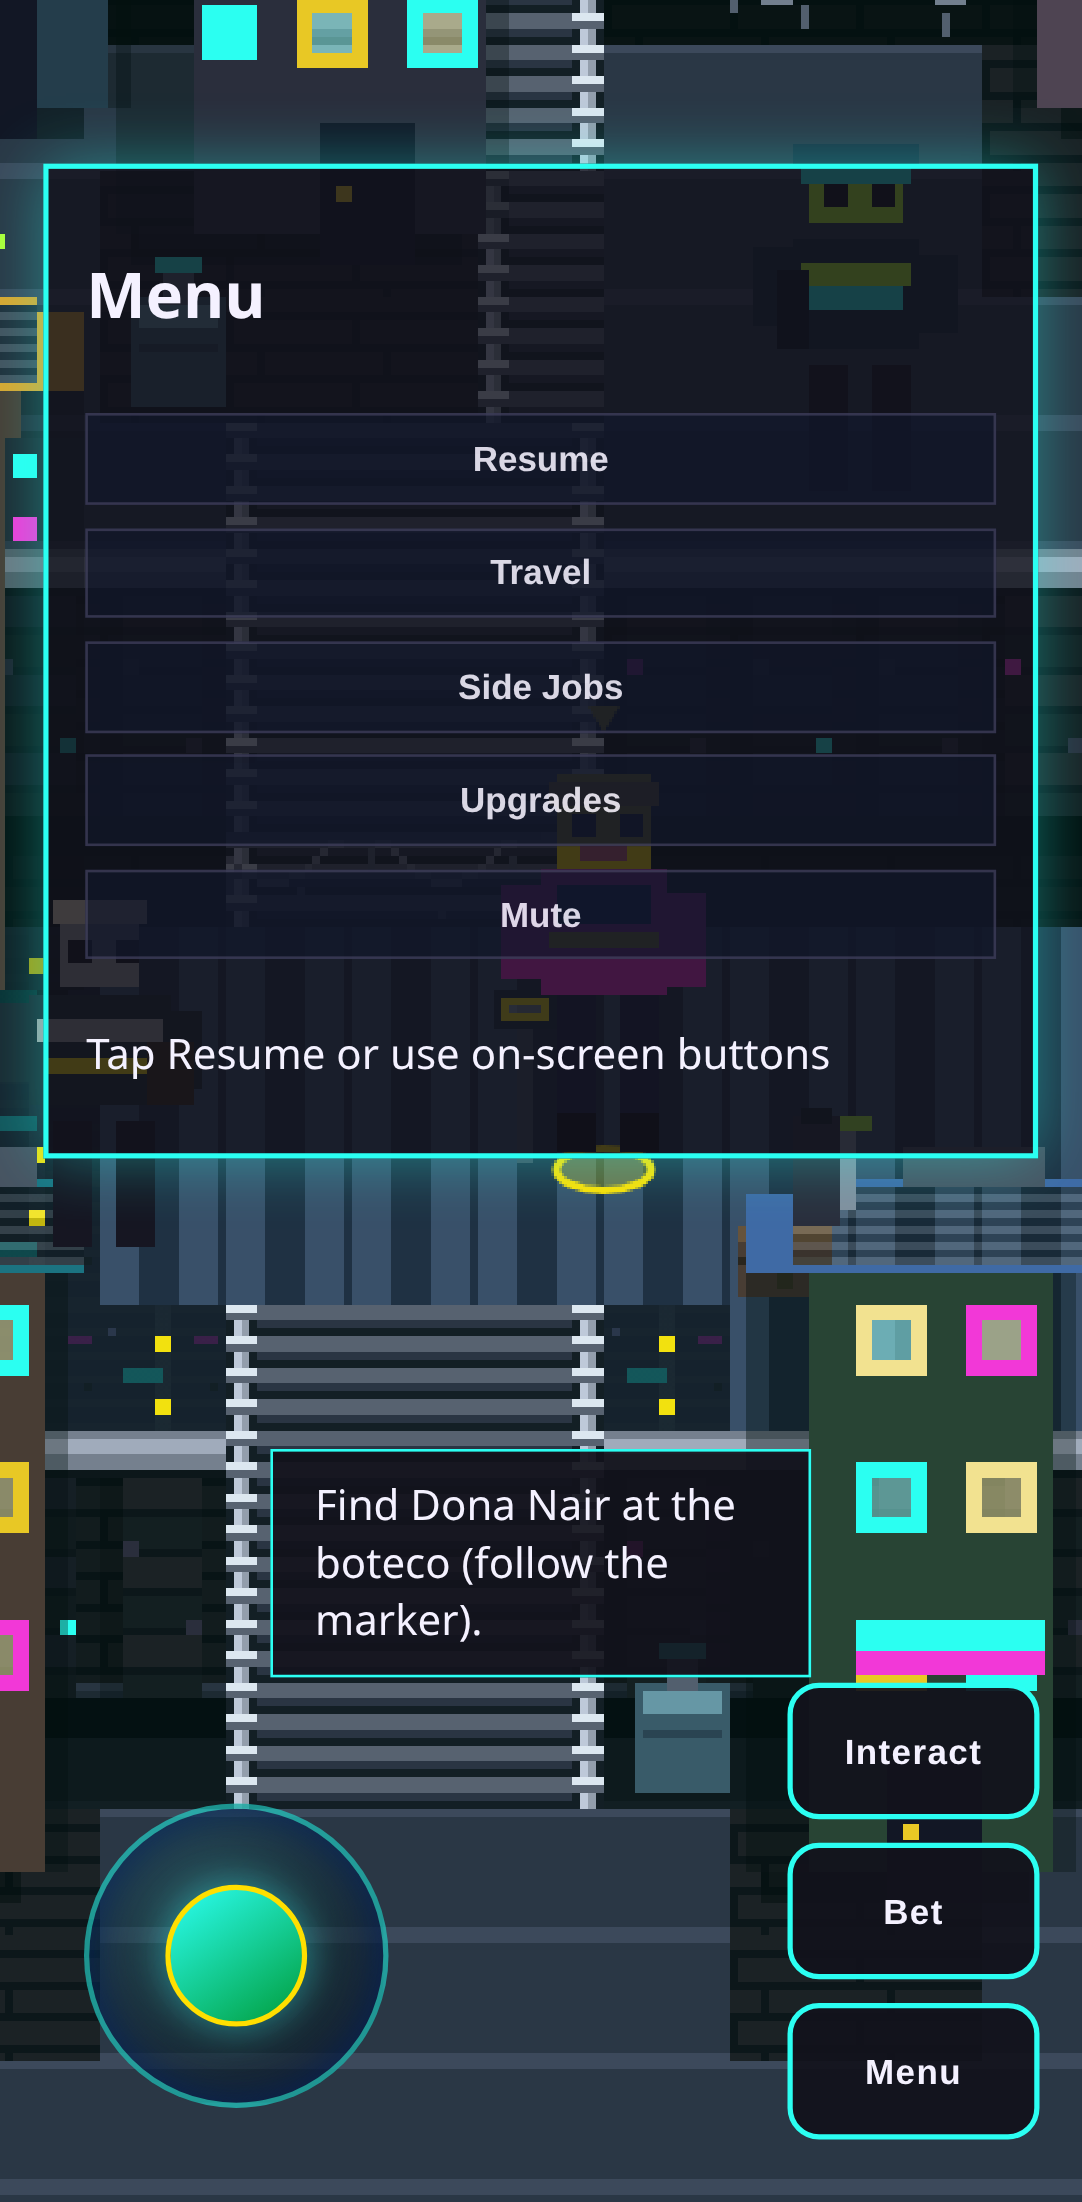 Menu
Resume
Travel
Side Jobs
Upgrades
Mute
Tap Resume or use on-screen buttons
Find Dona Nair at the
boteco (follow the
marker).
Interact
Bet
Menu